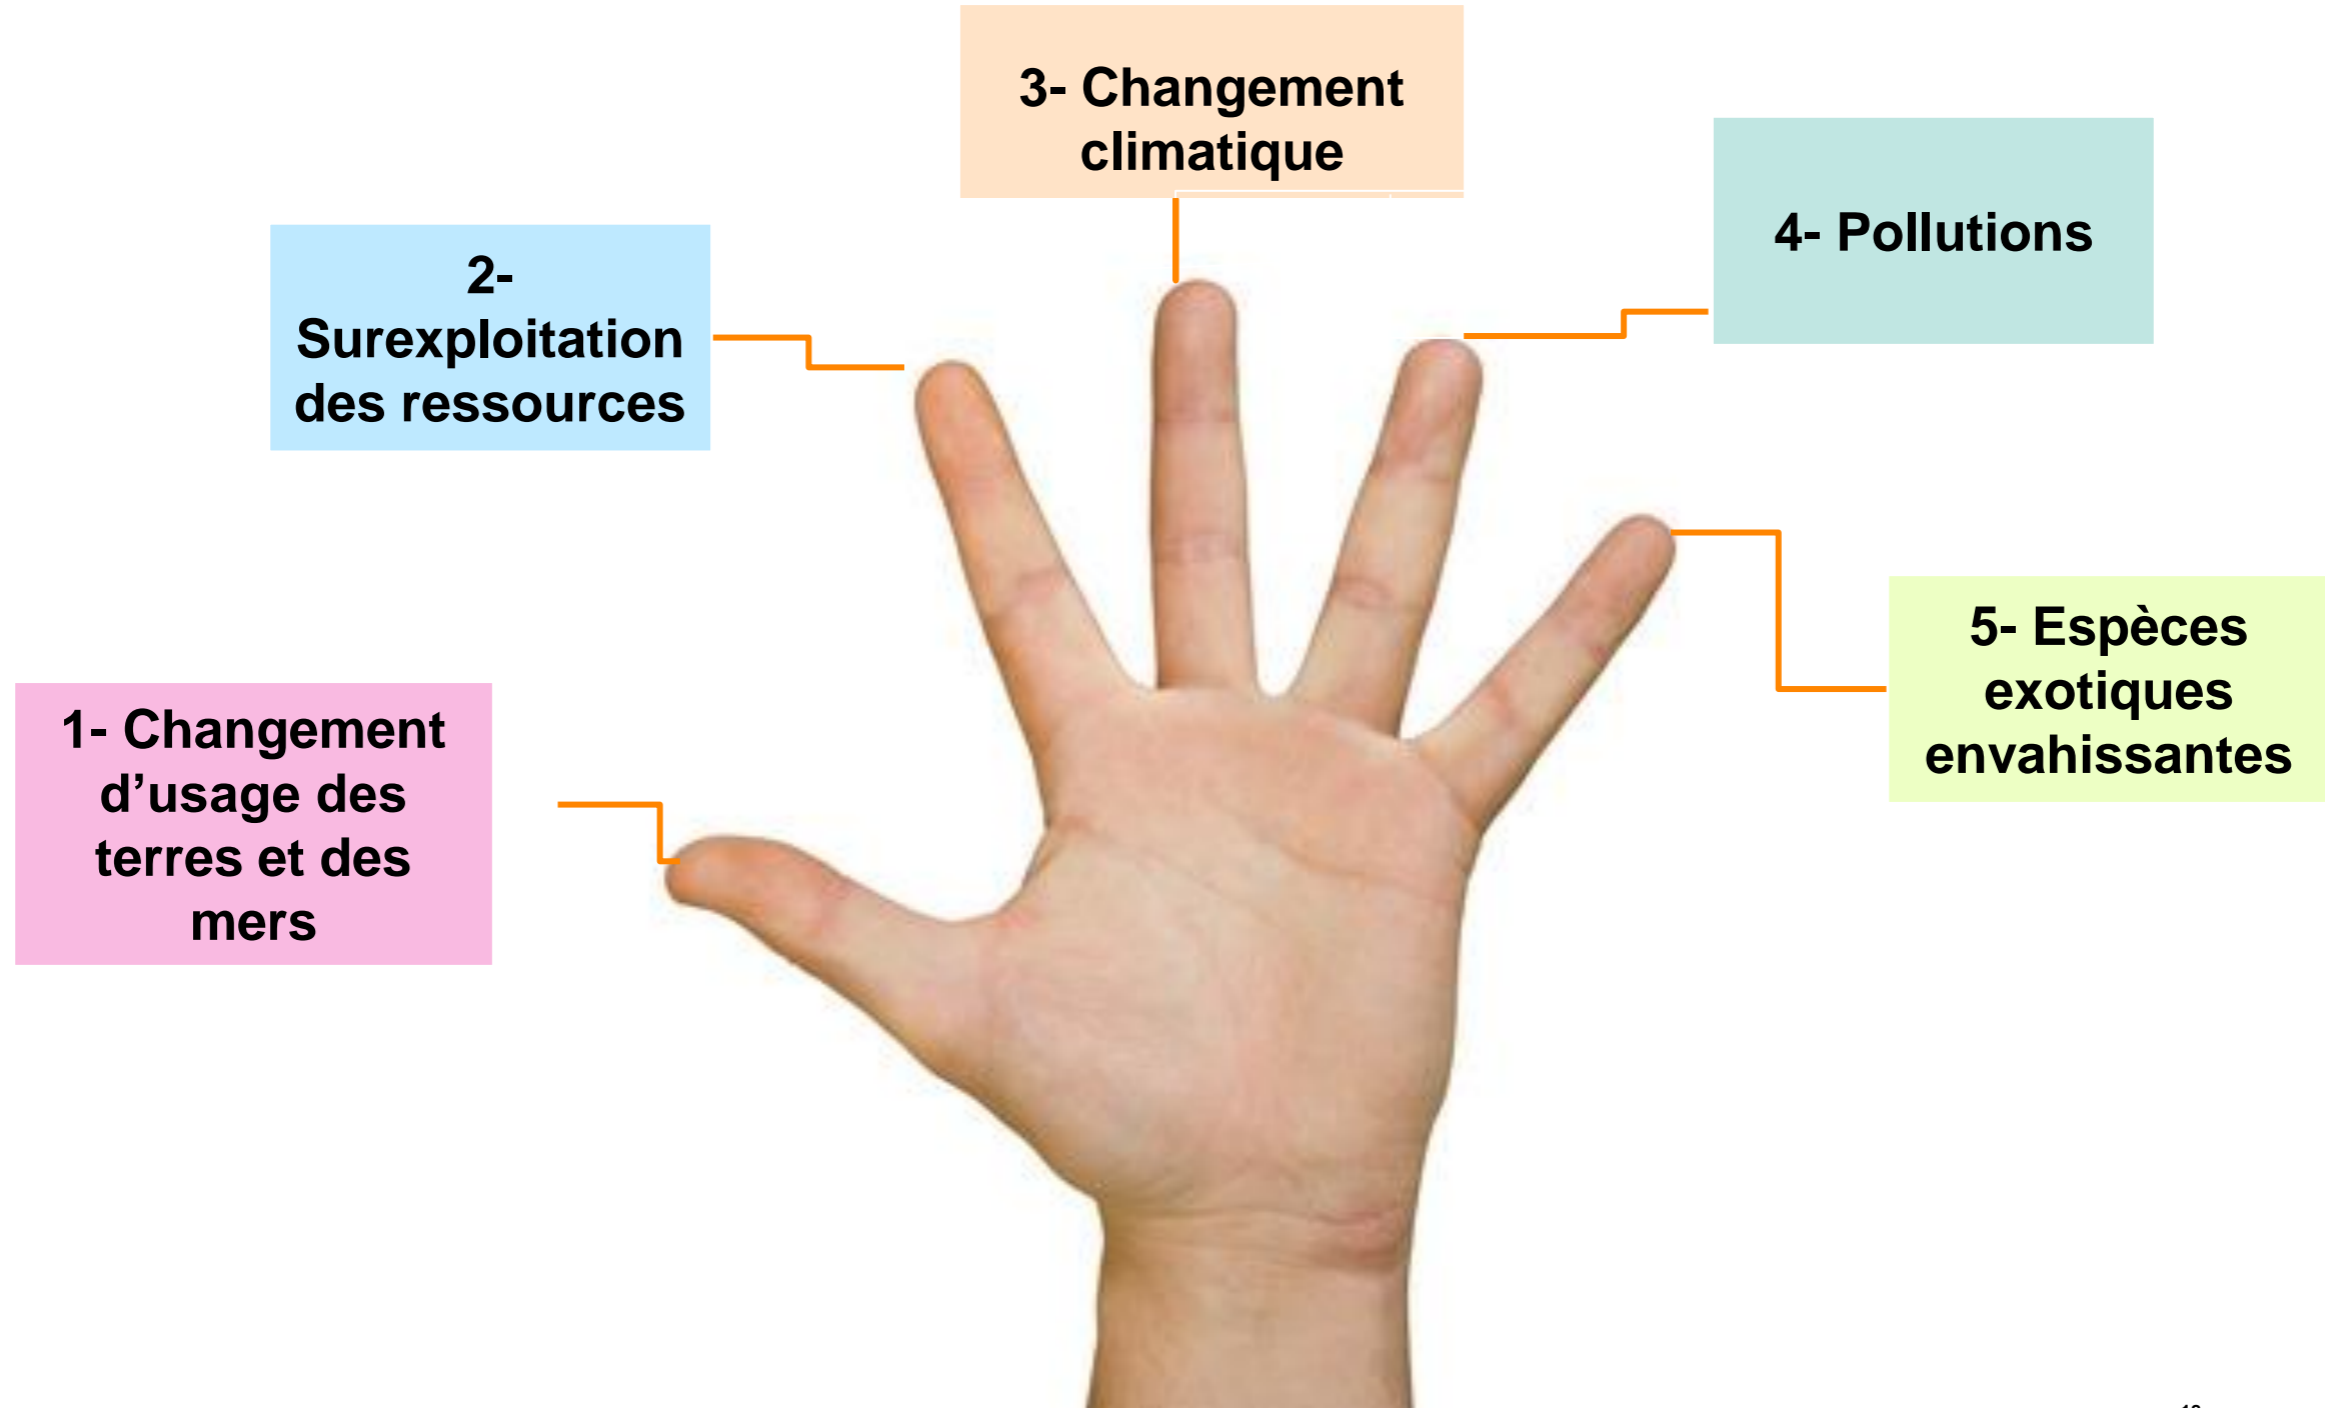 3- Changement
climatique
4- Pollutions
2-
Surexploitation
des ressources
5- Espèces
exotiques
envahissantes
1- Changement
d’usage des
terres et des
mers